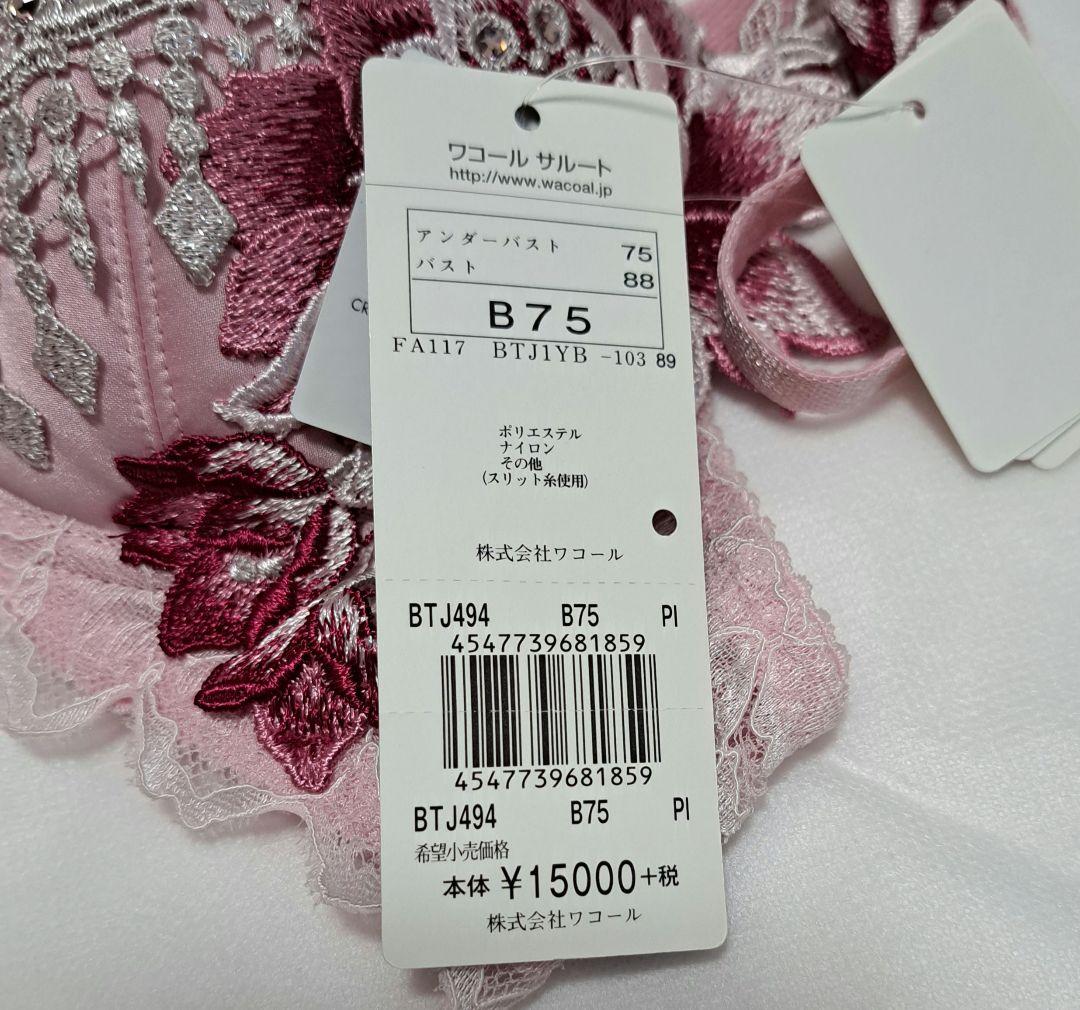 ワコール サルート
http://www.wacoal.jp
アンダーバスト 75
バスト 88
B75
FA117 BTJ1YB -103 89
CR
ポリエステル
ナイロン
その他
(スリット糸使用)
株式会社ワコール
BTJ494 B75 PI
4547739681859
4547739681859
BTJ494 B75 PI
希望小売価格
本体 ¥15000+税
株式会社ワコール